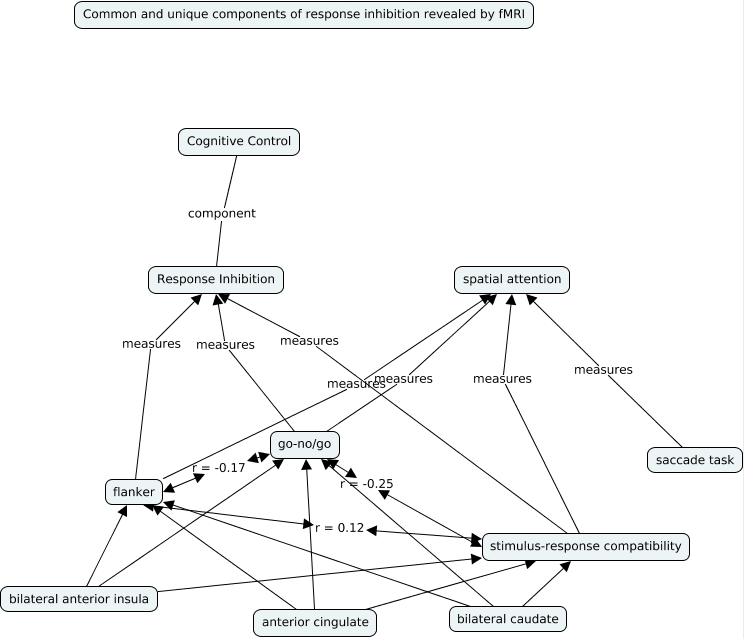 Common and unique components of response inhibition revealed by fMRI
Cognitive Control
component
Response Inhibition
spatial attention
measures
measures
measures
measures
measures
measures
measures
go-no/go
saccade task
r = -0.17
flanker
r = -0.25
r = 0.12
stimulus-response compatibility
bilateral anterior insula
anterior cingulate
bilateral caudate